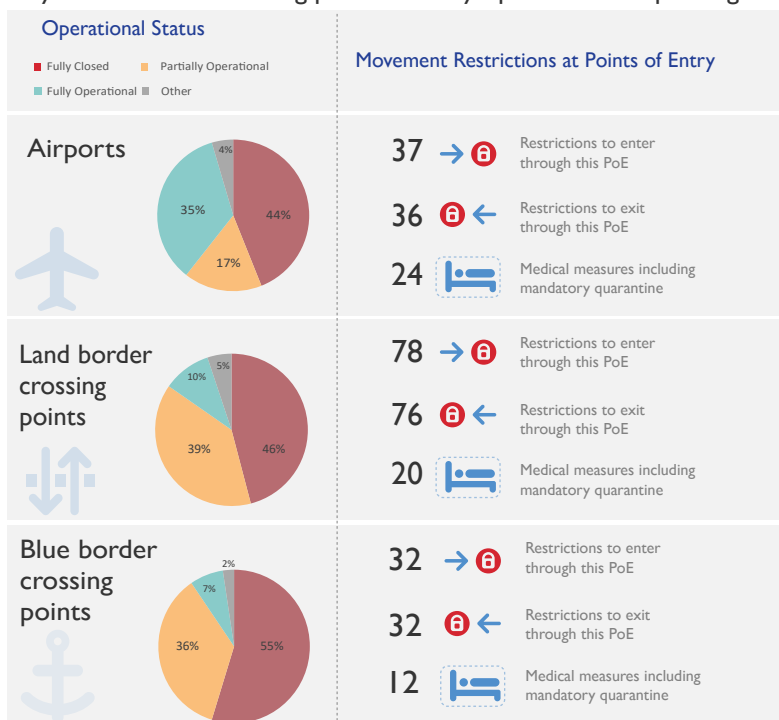 Operational Status
Fully Closed
Partially Operational
Fully Operational
Other
Movement Restrictions at Points of Entry
Airports
4%
35%
44%
17%
37
Restrictions to enter
through this PoE
36
Restrictions to exit
through this PoE
24
Medical measures including
mandatory quarantine
Land border
crossing
points
5%
10%
39%
46%
78
Restrictions to enter
through this PoE
76
Restrictions to exit
through this PoE
20
Medical measures including
mandatory quarantine
Blue border
crossing
points
2%
7%
36%
55%
32
Restrictions to enter
through this PoE
32
Restrictions to exit
through this PoE
12
Medical measures including
mandatory quarantine